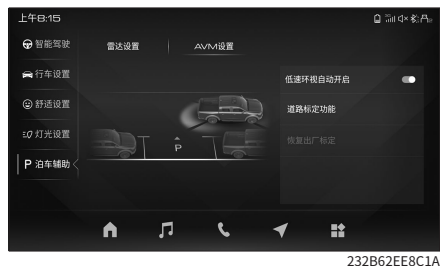 上午8:15
智能驾驶
雷达设置
AVM设置
行车设置
低速环视自动开启
舒适设置
道路标定功能
灯光设置
恢复出厂标定
P
P 泊车辅助
232B62EE8C1A